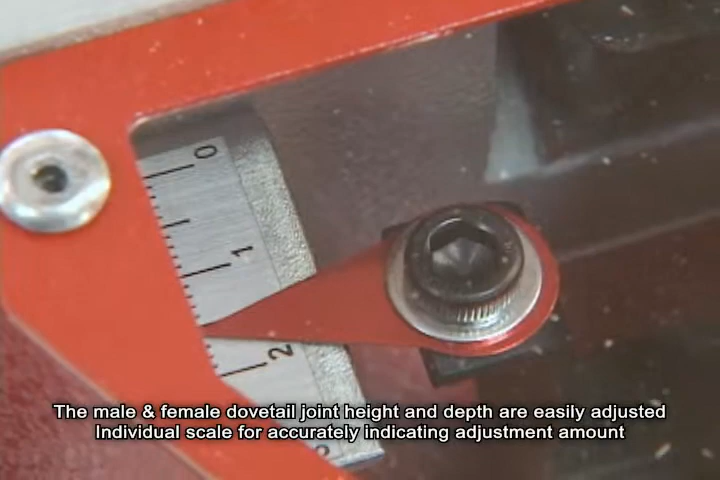 0
1
2
The male & female dovetail joint height and depth are easily adjusted
Individual scale for accurately indicating adjustment amount